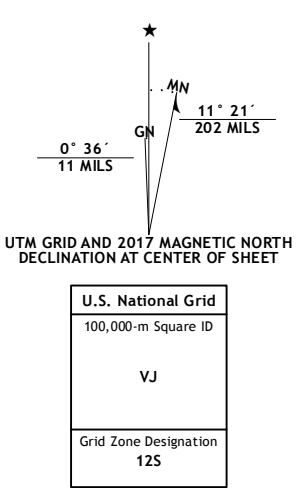 ★
MN
GN
11° 21´
202 MILS
0° 36´
11 MILS
UTM GRID AND 2017 MAGNETIC NORTH
DECLINATION AT CENTER OF SHEET
U.S. National Grid
100,000-m Square ID
VJ
Grid Zone Designation
12S